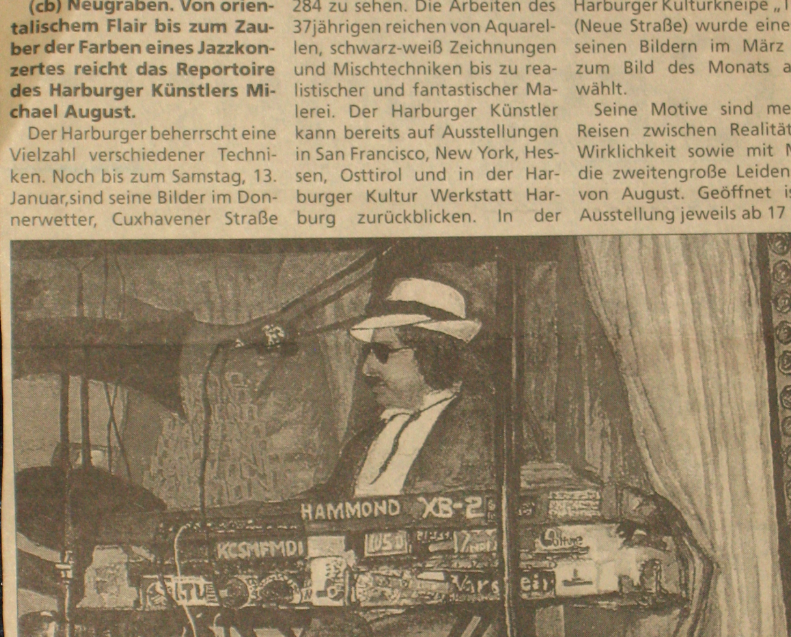 (cb) Neugraben. Von orien-
talischem Flair bis zum Zau-
ber der Farben eines Jazzkon-
zertes reicht das Reportoire
des Harburger Künstlers Mi-
chael August.
Der Harburger beherrscht eine
Vielzahl verschiedener Techni-
ken. Noch bis zum Samstag, 13.
Januar,sind seine Bilder im Don-
nerwetter, Cuxhavener Straße
284 zu sehen. Die Arbeiten des
37jährigen reichen von Aquarel-
len, schwarz-weiß Zeichnungen
und Mischtechniken bis zu rea-
listischer und fantastischer Ma-
lerei. Der Harburger Künstler
kann bereits auf Ausstellungen
in San Francisco, New York, Hes-
sen, Osttirol und in der Har-
burger Kultur Werkstatt Har-
burg zurückblicken. In der
Harburger Kulturkneipe
(Neue Straße) wurde eine
seinen Bildern im März
zum Bild des Monats a
wählt.
Seine Motive sind me
Reisen zwischen Realität
Wirklichkeit sowie mit
die zweitengroße Leiden
von August. Geöffnet
Ausstellung jeweils ab 17
HAMMOND XB-2
KCSMFMDI